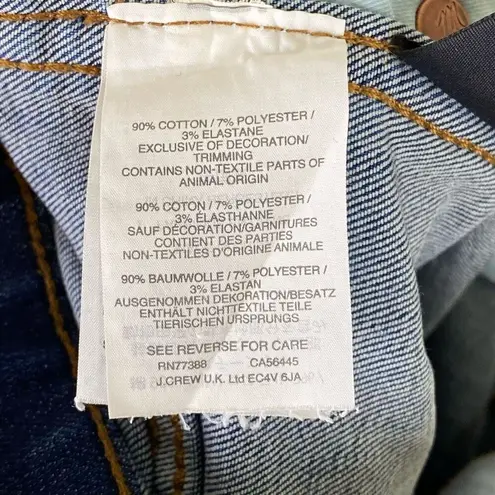 90% COTTON / 7% POLYESTER /
3% ELASTANE
EXCLUSIVE OF DECORATION/
TRIMMING
CONTAINS NON-TEXTILE PARTS OF
ANIMAL ORIGIN
90% COTON / 7% POLYESTER /
3% ÉLASTHANNE
SAUF DÉCORATION/GARNITURES
CONTIENT DES PARTIES
NON-TEXTILES D'ORIGINE ANIMALE
90% BAUMWOLLE / 7% POLYESTER /
3% ELASTAN
AUSGENOMMEN DEKORATION/BESATZ
ENTHÄLT NICHTTEXTILE TEILE
TIERISCHEN URSPRUNGS
SEE REVERSE FOR CARE
RN77388 CA56445
J.CREW U.K. Ltd EC4V 6JA